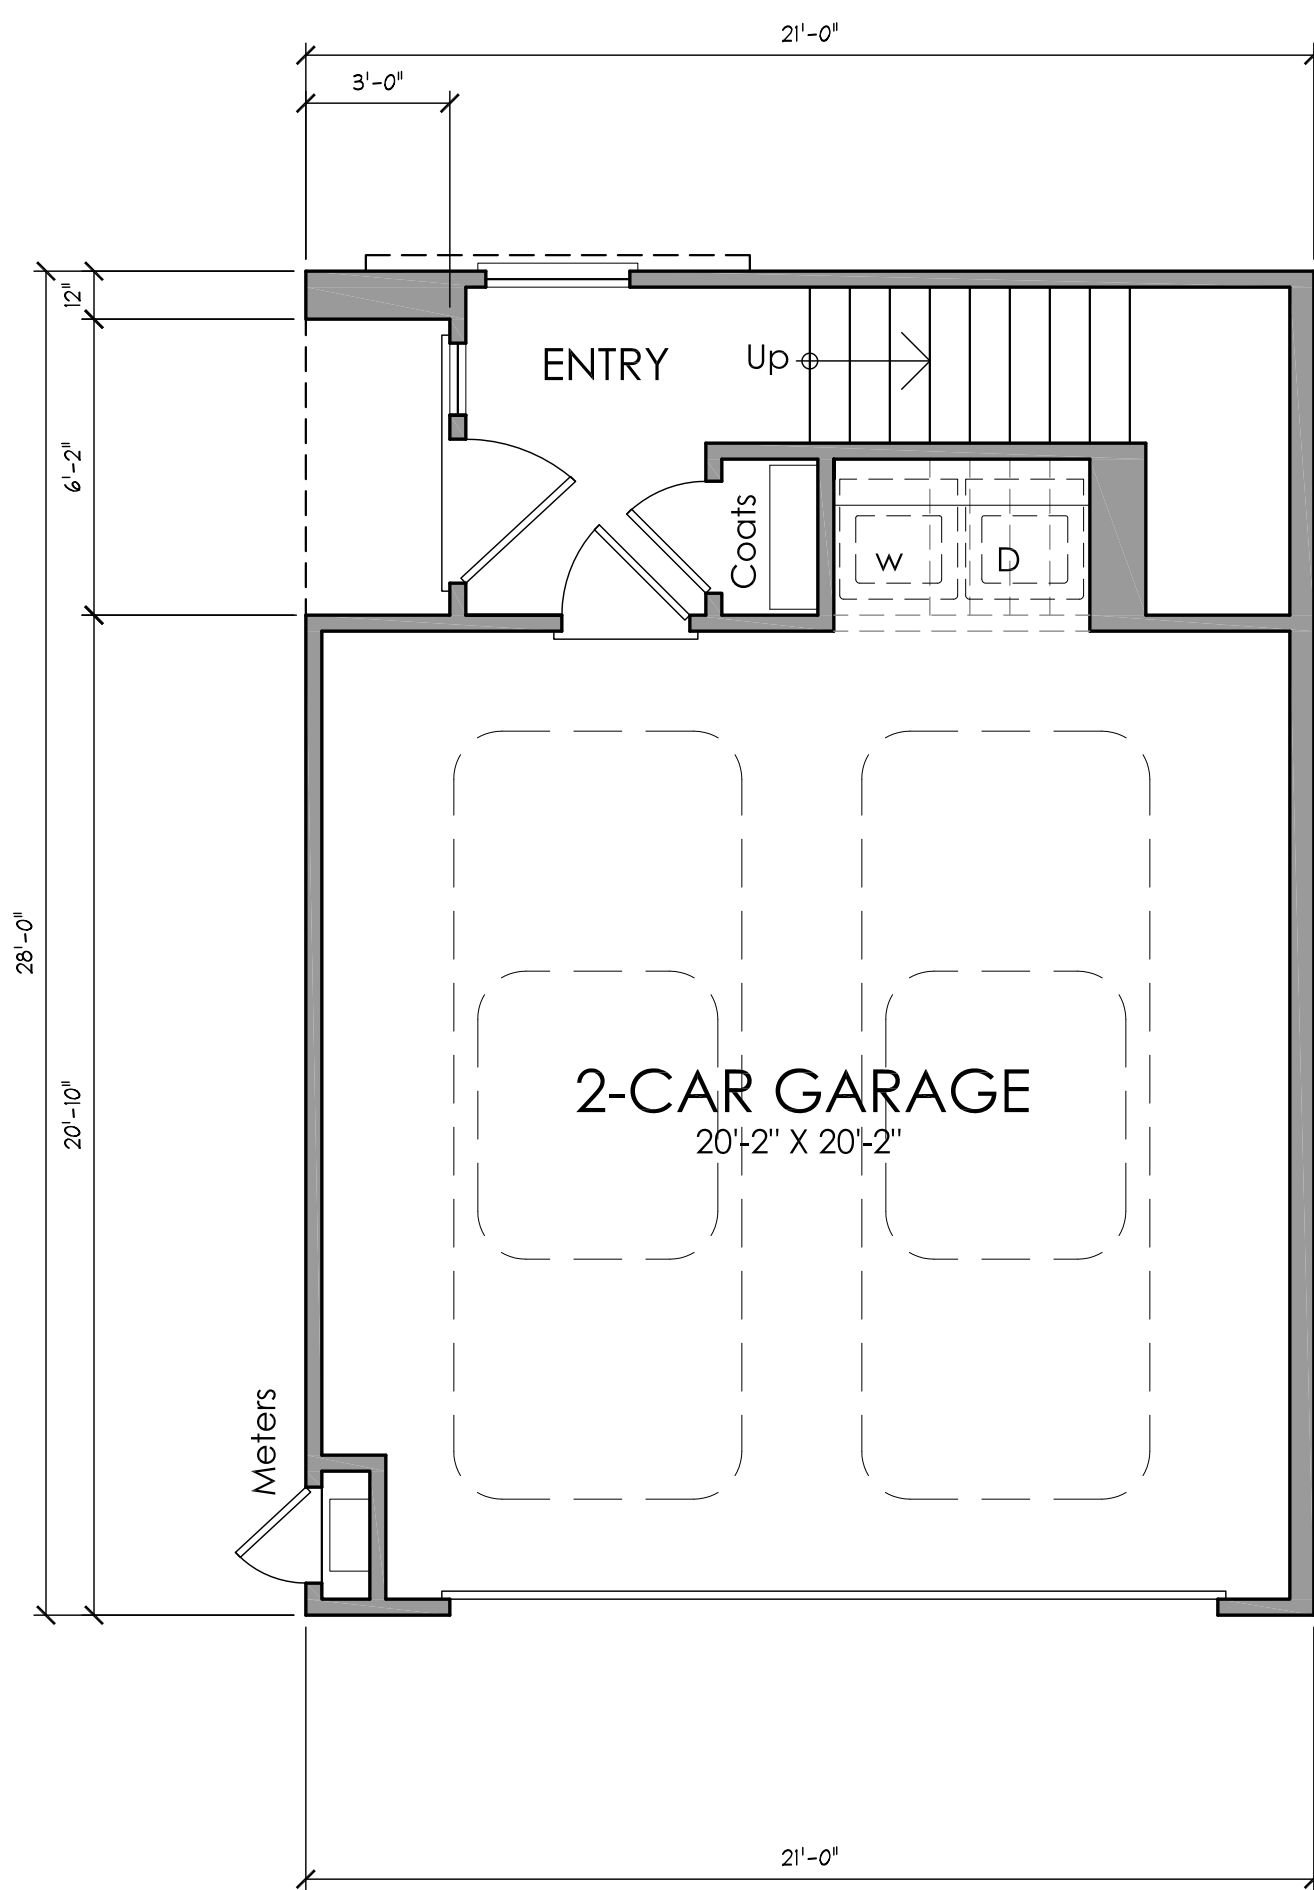 21'-0"
3'-0"
12"
ENTRY
Up
6'-2"
Coats
W
D
28'-0"
20'-10"
2-CAR GARAGE
20'-2" X 20'-2"
Meters
21'-0"